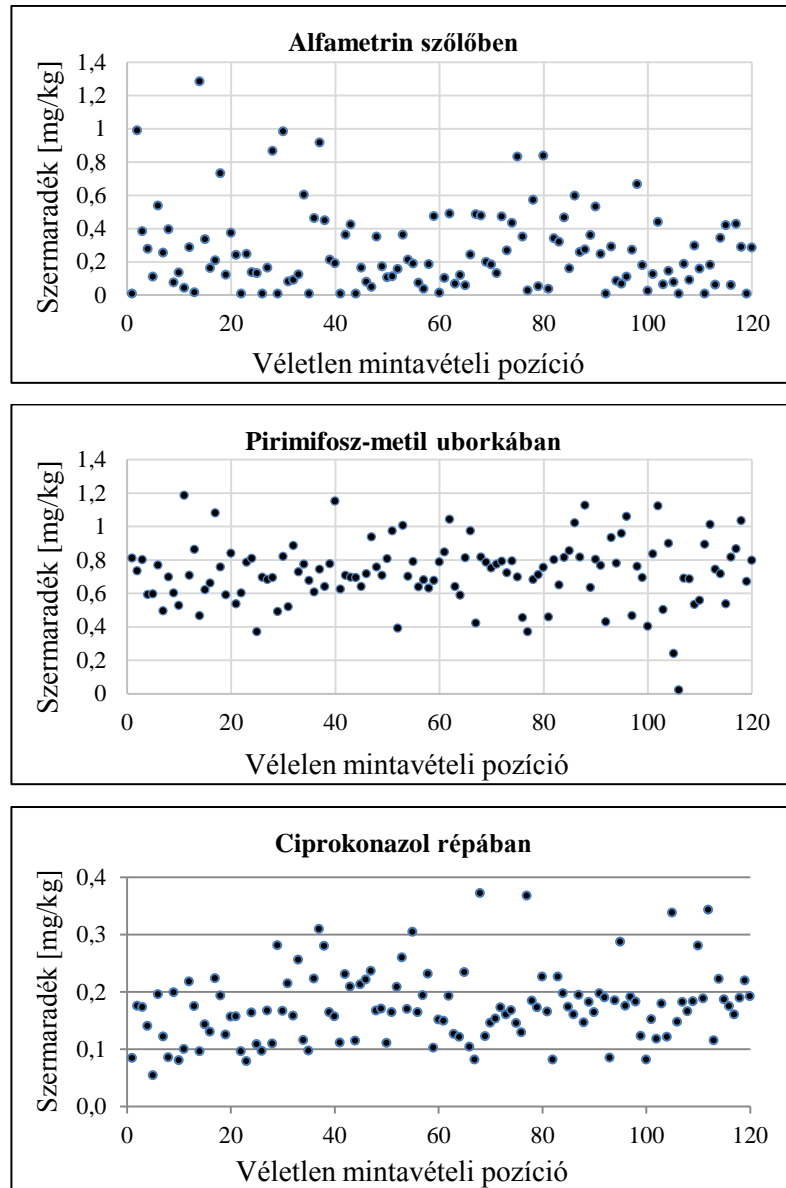 Alfametrin szőlőben
Szermaradék [mg/kg]
1,4
1,2
1
0,8
0,6
0,4
0,2
0
0 20 40 60 80 100 120
Véletlen mintavételi pozíció
Pirimifosz-metil uborkában
Szermaradék [mg/kg]
1,4
1,2
1
0,8
0,6
0,4
0,2
0
0 20 40 60 80 100 120
Vélelen mintavételi pozíció
Ciprokonazol répában
Szermaradék [mg/kg]
0,4
0,3
0,2
0,1
0,0
0 20 40 60 80 100 120
Véletlen mintavételi pozíció